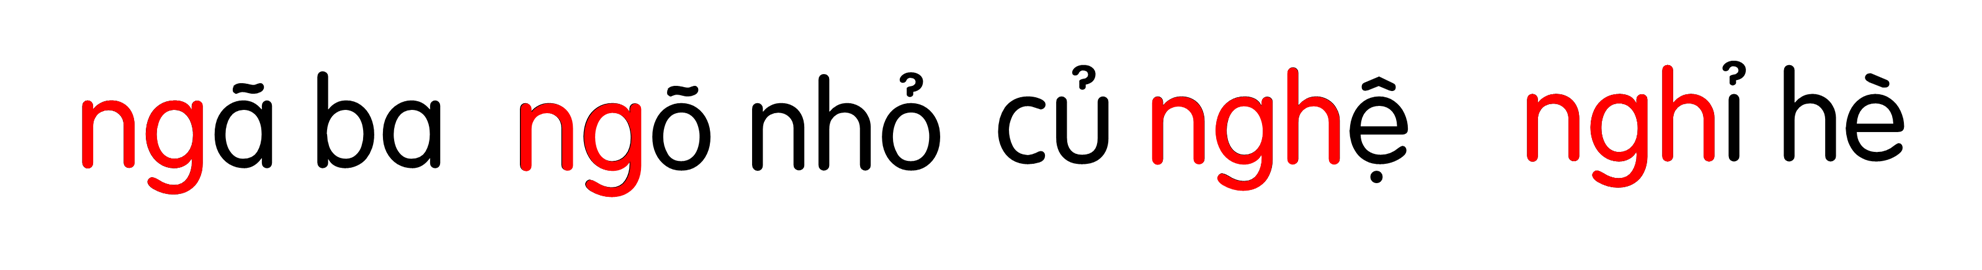 ngã ba ngõ nhỏ củ nghệ nghỉ hè